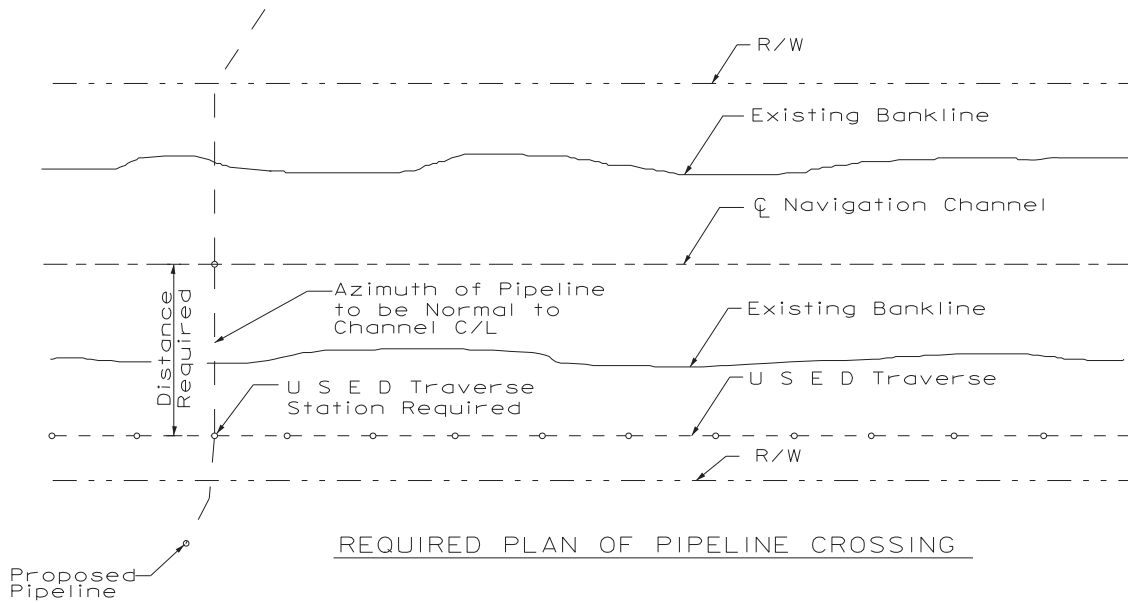 R/W
Existing Bankline
℄ Navigation Channel
Azimuth of Pipeline
to be Normal to
Channel C/L
Distance
Required
Existing Bankline
U S E D Traverse
Station Required
U S E D Traverse
R/W
REQUIRED PLAN OF PIPELINE CROSSING
Proposed
Pipeline